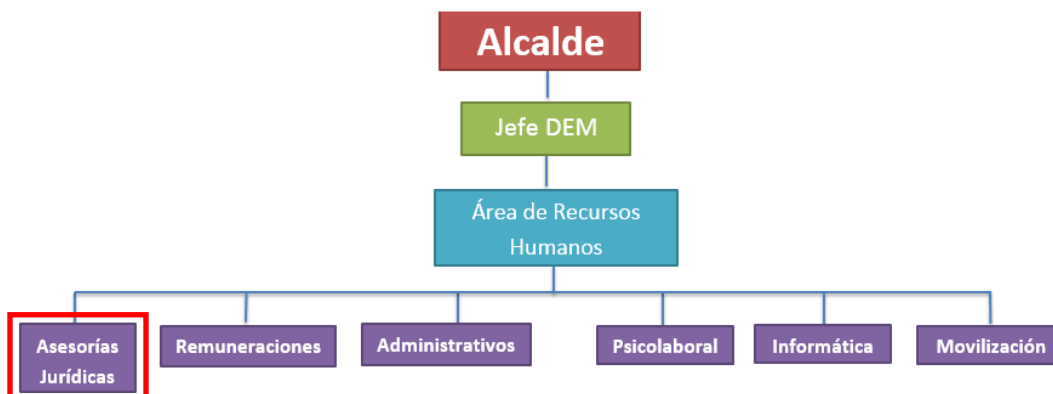 Alcalde
Jefe DEM
Área de Recursos
Humanos
Asesorías
Jurídicas
Remuneraciones
Administrativos
Psicolaboral
Informática
Movilización